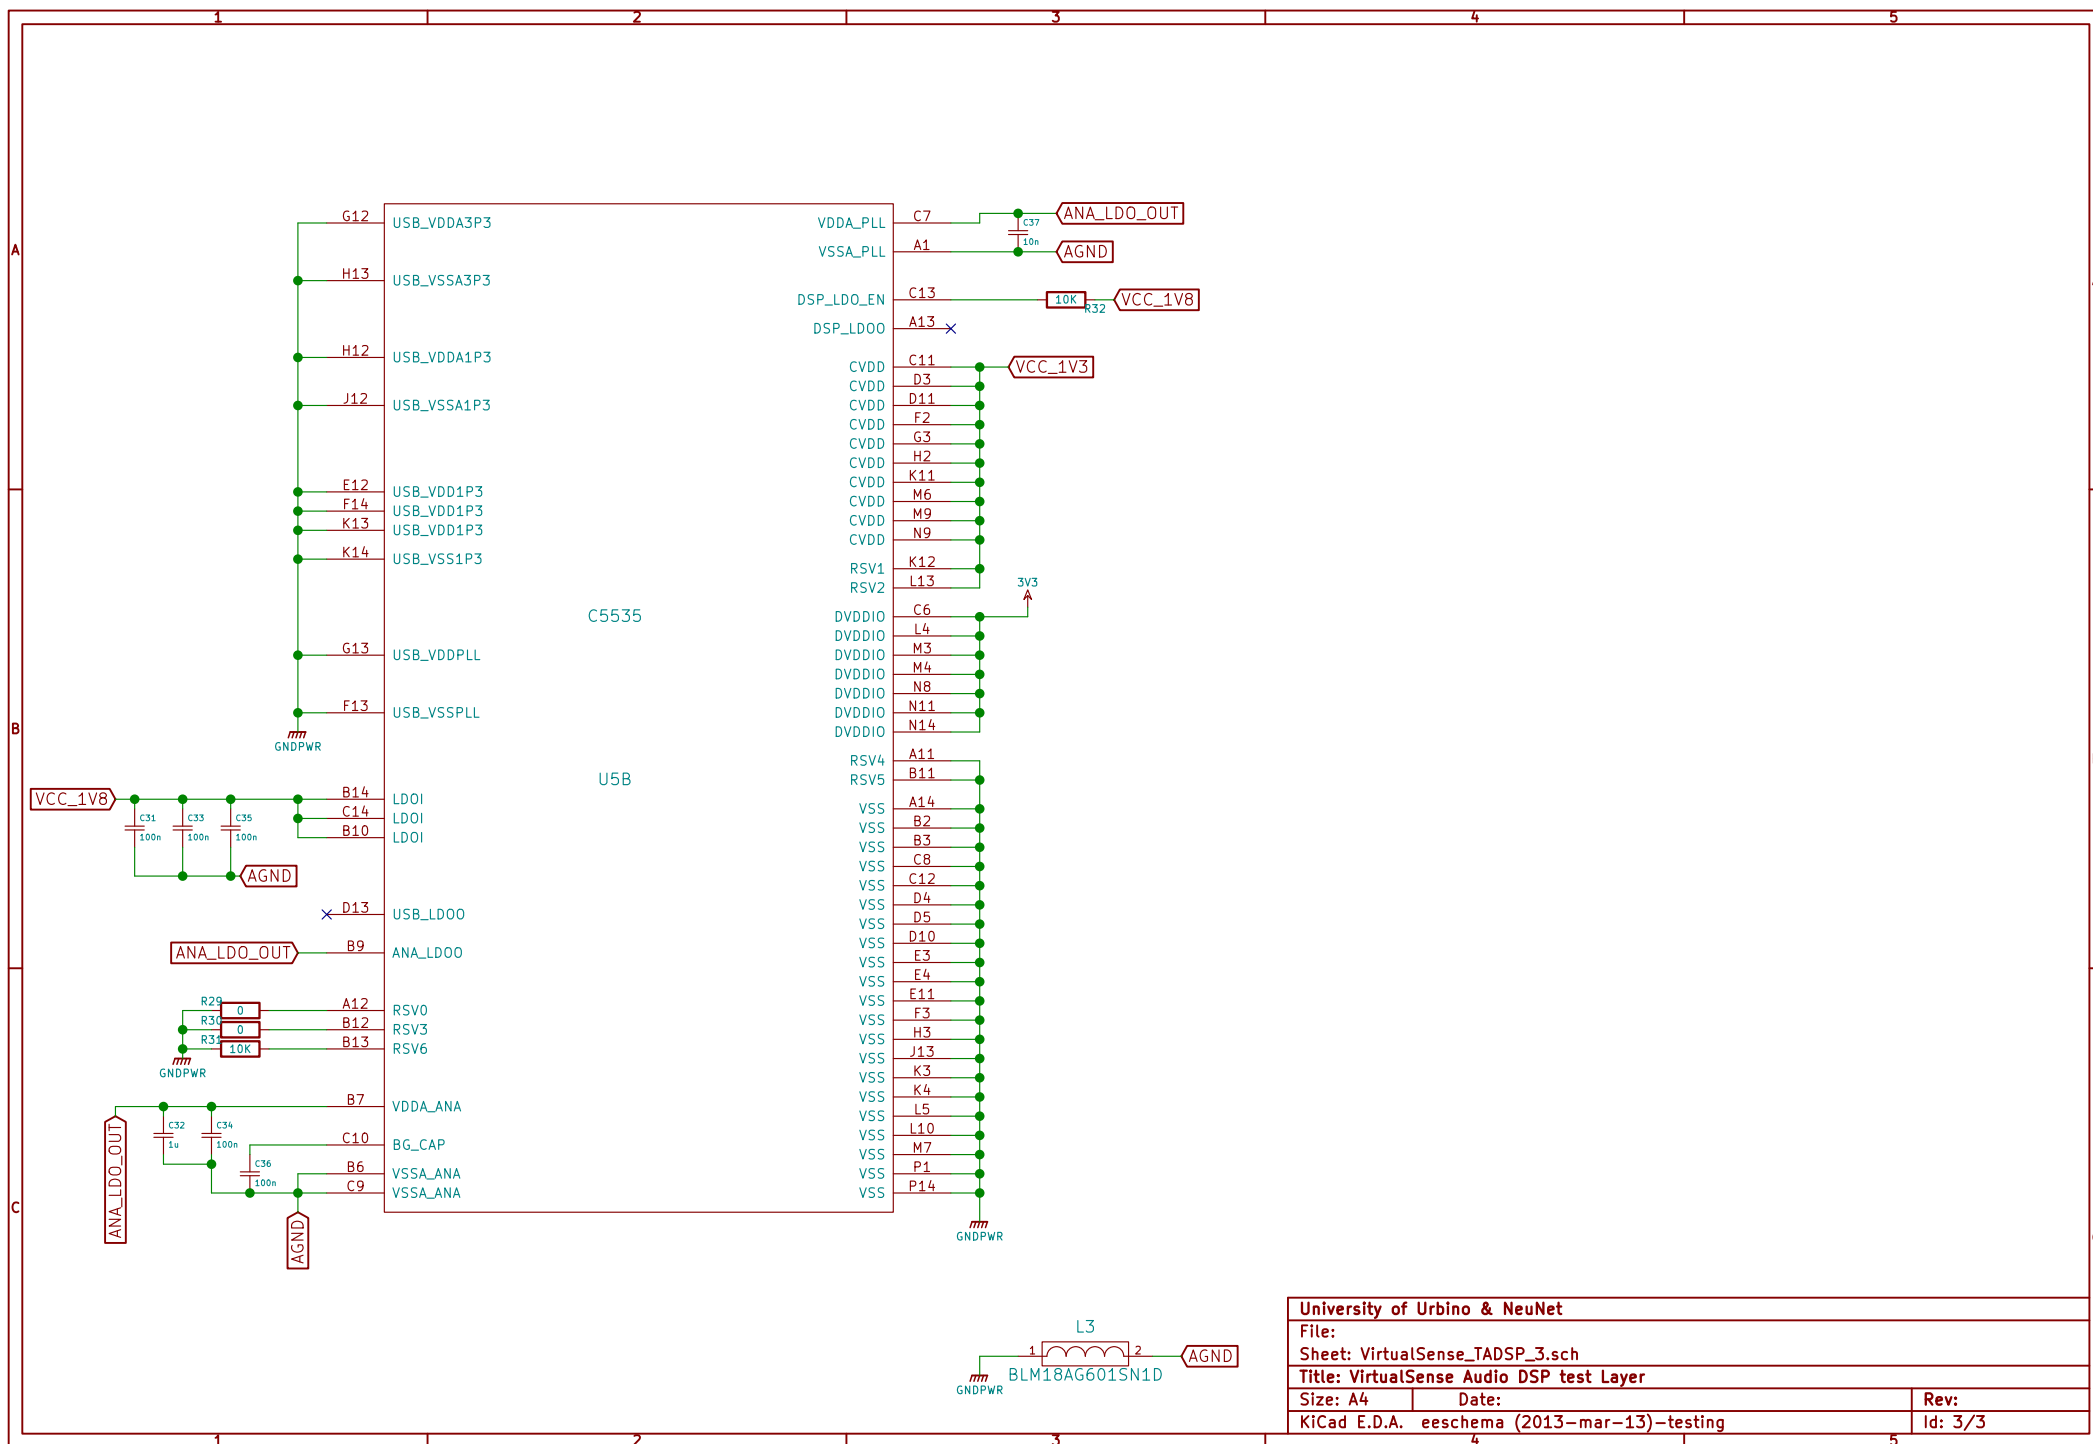 1 2 3 4 5
A
B
C
G12 USB_VDDA3P3
H13 USB_VSSA3P3
H12 USB_VDDA1P3
J12 USB_VSSA1P3
E12 USB_VDD1P3
F14 USB_VDD1P3
K13 USB_VDD1P3
K14 USB_VSS1P3
G13 USB_VDDPLL
F13 USB_VSSPLL
GNDPWR
VCC_1V8
C31 100n
C33 100n
C35 100n
AGND
B14 LDOI
C14 LDOI
B10 LDOI
D13 USB_LDOO
ANA_LDO_OUT B9 ANA_LDOO
R29 0 A12 RSV0
R30 0 B12 RSV3
R31 10K B13 RSV6
GNDPWR
B7 VDDA_ANA
C32 1u
C34 100n
ANA_LDO_OUT
C10 BG_CAP
C36 100n
B6 VSSA_ANA
C9 VSSA_ANA
AGND
C5535
U5B
VDDA_PLL C7 ANA_LDO_OUT
C37 10n
VSSA_PLL A1 AGND
DSP_LDO_EN C13 10K R32 VCC_1V8
DSP_LDOO A13
CVDD C11 VCC_1V3
CVDD D3
CVDD D11
CVDD F2
CVDD G3
CVDD H2
CVDD K11
CVDD M6
CVDD M9
CVDD N9
RSV1 K12
RSV2 L13
3V3
DVDDIO C6
DVDDIO L4
DVDDIO M3
DVDDIO M4
DVDDIO N8
DVDDIO N11
DVDDIO N14
RSV4 A11
RSV5 B11
VSS A14
VSS B2
VSS B3
VSS C8
VSS C12
VSS D4
VSS D5
VSS D10
VSS E3
VSS E4
VSS E11
VSS F3
VSS H3
VSS J13
VSS K3
VSS K4
VSS L5
VSS L10
VSS M7
VSS P1
VSS P14
GNDPWR
L3
1 2 AGND
BLM18AG601SN1D
GNDPWR
University of Urbino & NeuNet
File:
Sheet: VirtualSense_TADSP_3.sch
Title: VirtualSense Audio DSP test Layer
Size: A4 Date: Rev:
KiCad E.D.A. eeschema (2013-mar-13)-testing Id: 3/3
1 2 3 4 5